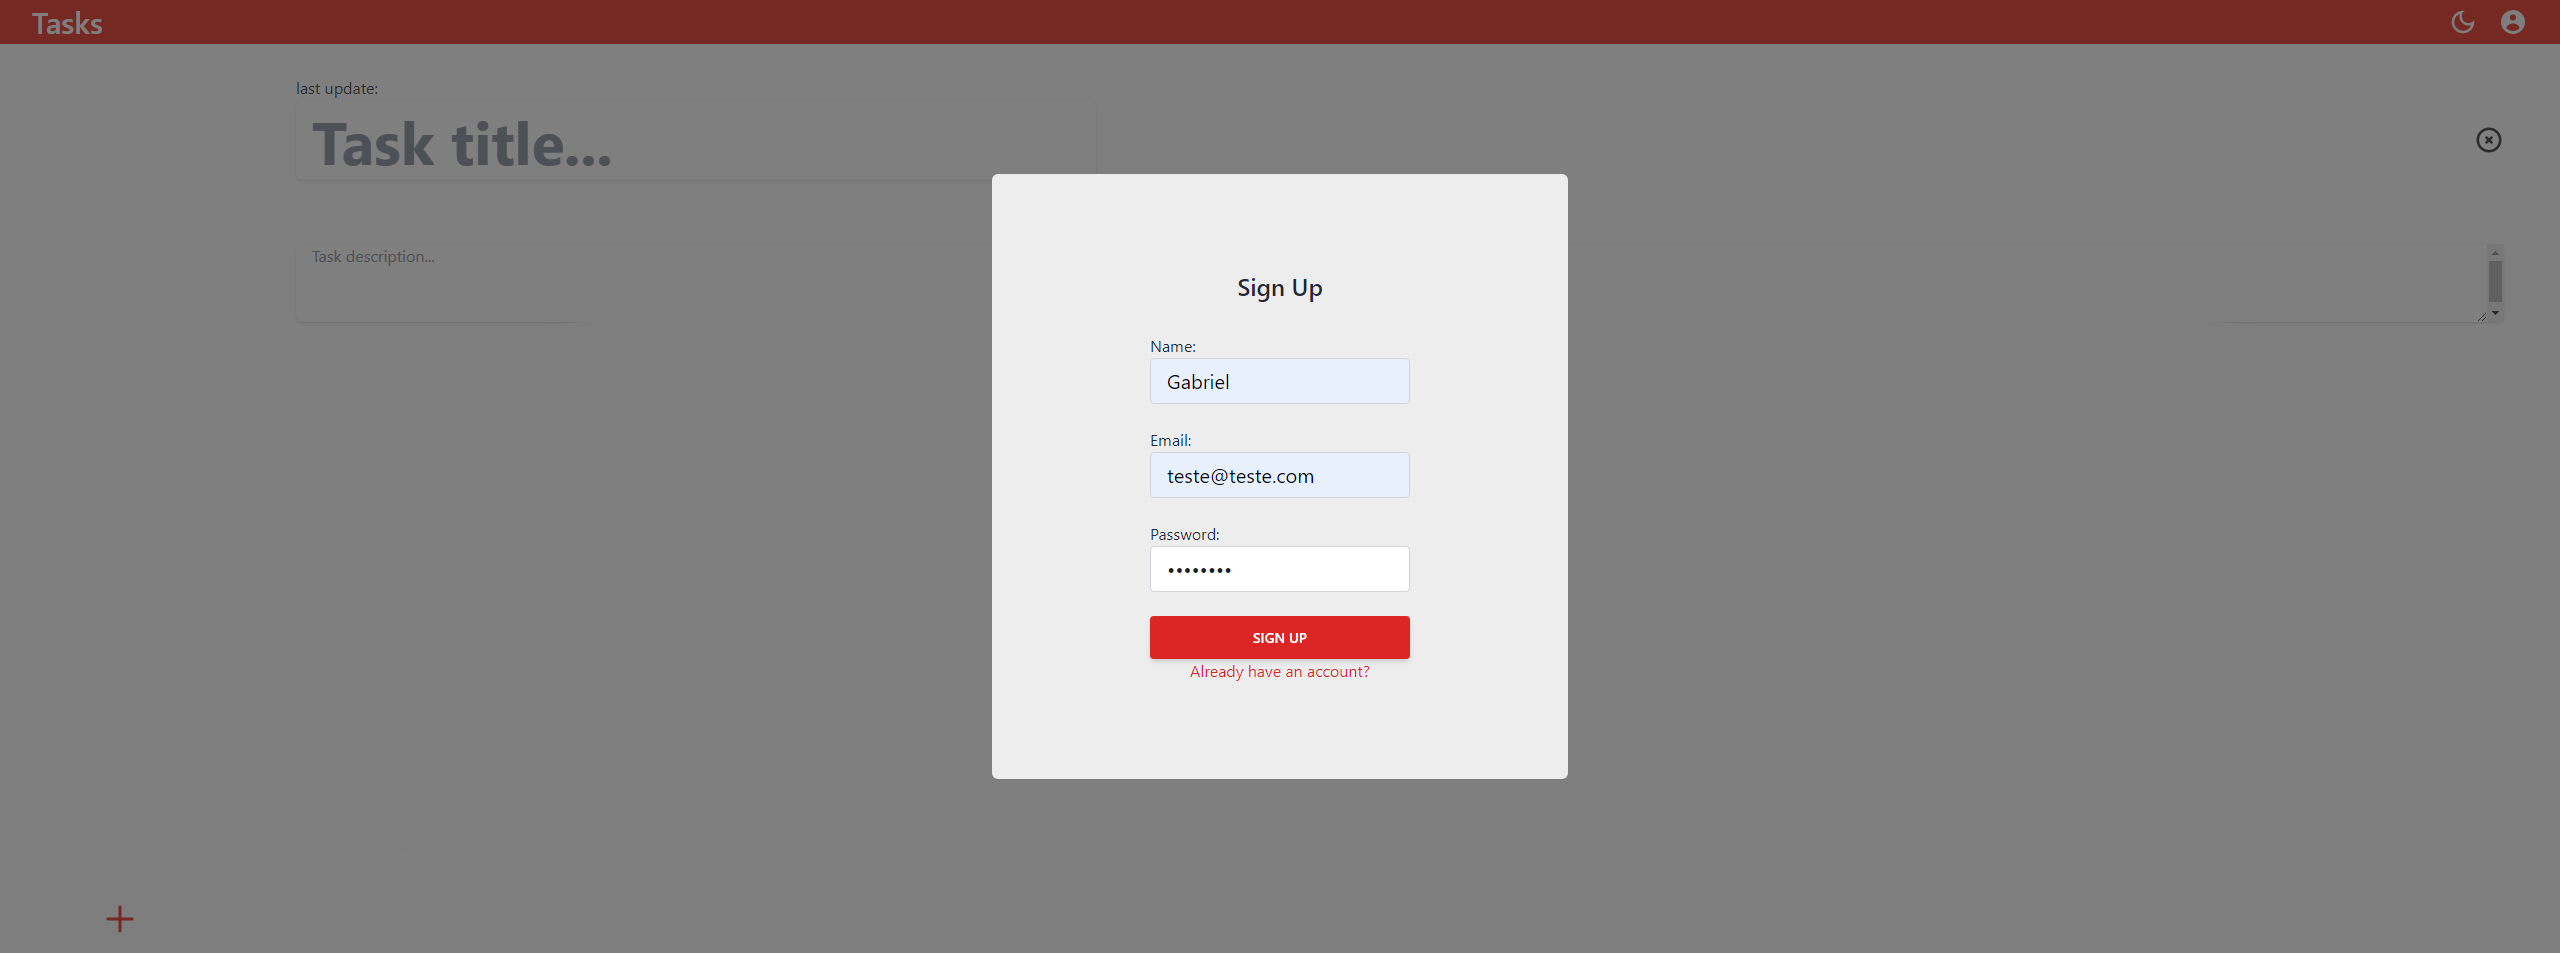 Tasks
last update:
Task title...
Task description...
Sign Up
Name:
Gabriel
Email:
teste@teste.com
Password:
••••••••
SIGN UP
Already have an account?